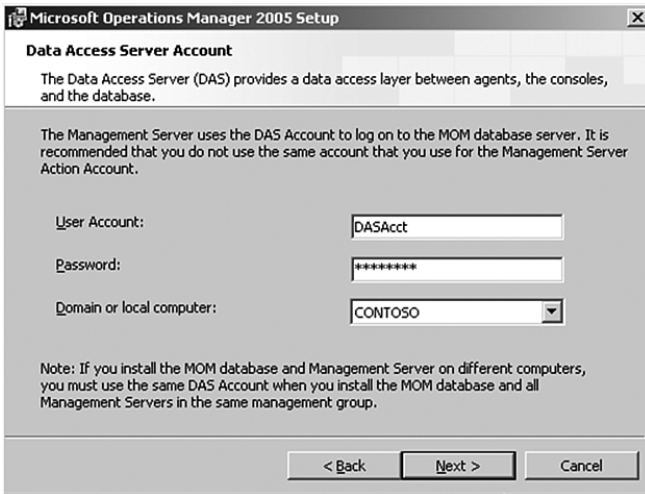 Microsoft Operations Manager 2005 Setup
Data Access Server Account
The Data Access Server (DAS) provides a data access layer between agents, the consoles,
and the database.
The Management Server uses the DAS Account to log on to the MOM database server. It is
recommended that you do not use the same account that you use for the Management Server
Action Account.
User Account:
DASAcct
Password:
********
Domain or local computer:
CONTOSO
Note: If you install the MOM database and Management Server on different computers,
you must use the same DAS Account when you install the MOM database and all
Management Servers in the same management group.
< Back
Next >
Cancel